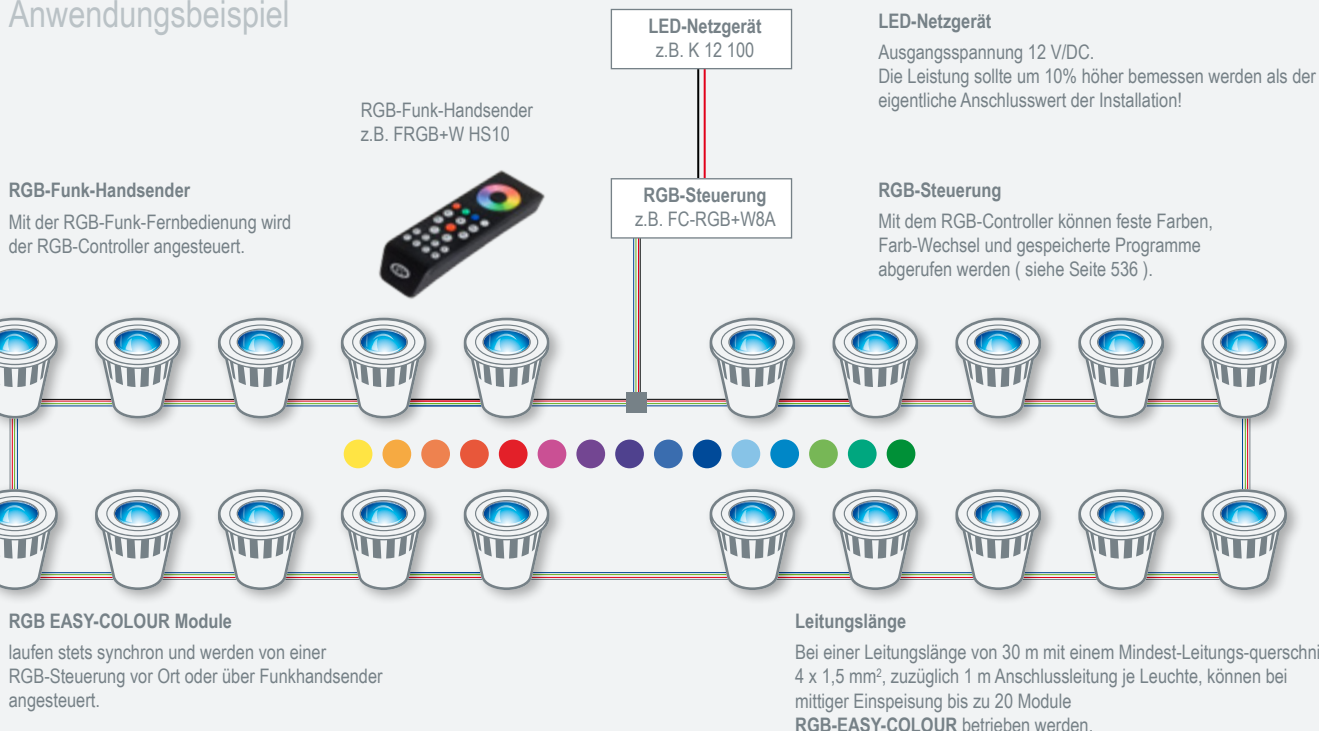 Anwendungsbeispiel
LED-Netzgerät
z.B. K 12 100
LED-Netzgerät
Ausgangsspannung 12 V/DC.
Die Leistung sollte um 10% höher bemessen werden als der
eigentliche Anschlusswert der Installation!
RGB-Funk-Handsender
z.B. FRGB+W HS10
RGB-Funk-Handsender
Mit der RGB-Funk-Fernbedienung wird
der RGB-Controller angesteuert.
RGB-Steuerung
z.B. FC-RGB+W8A
RGB-Steuerung
Mit dem RGB-Controller können feste Farben,
Farb-Wechsel und gespeicherte Programme
abgerufen werden ( siehe Seite 536 ).
RGB EASY-COLOUR Module
laufen stets synchron und werden von einer
RGB-Steuerung vor Ort oder über Funkhandsender
angesteuert.
Leitungslänge
Bei einer Leitungslänge von 30 m mit einem Mindest-Leitungs-querschni
4 x 1,5 mm², zuzüglich 1 m Anschlussleitung je Leuchte, können bei
mittiger Einspeisung bis zu 20 Module
RGB-EASY-COLOUR betrieben werden.